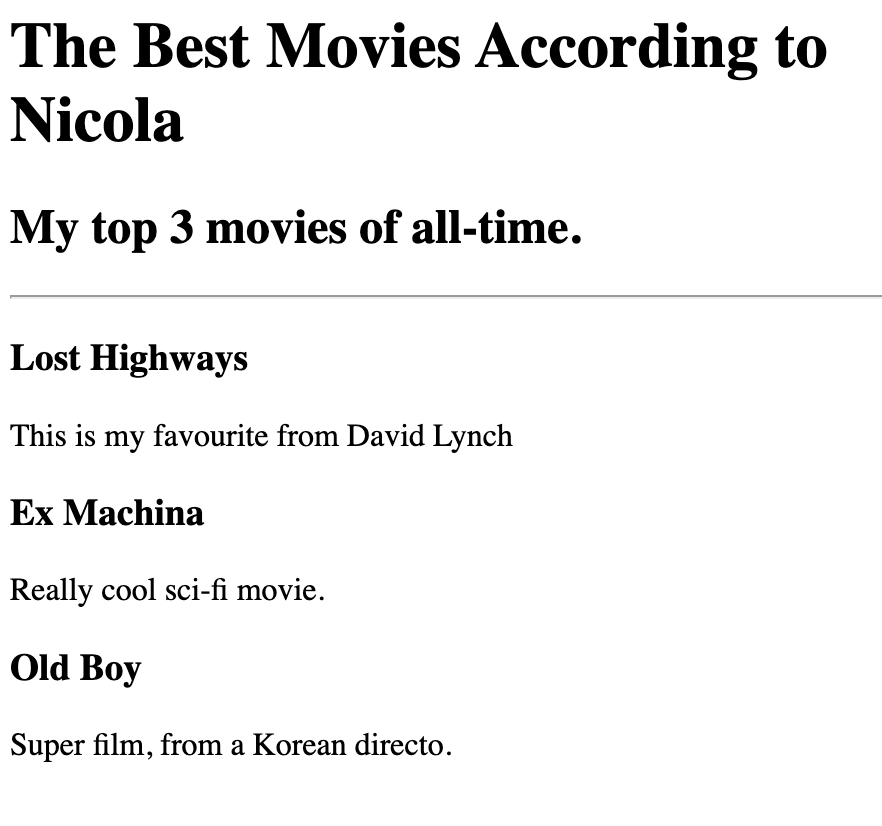 The Best Movies According to
Nicola
My top 3 movies of all-time.
Lost Highways
This is my favourite from David Lynch
Ex Machina
Really cool sci-fi movie.
Old Boy
Super film, from a Korean directo.